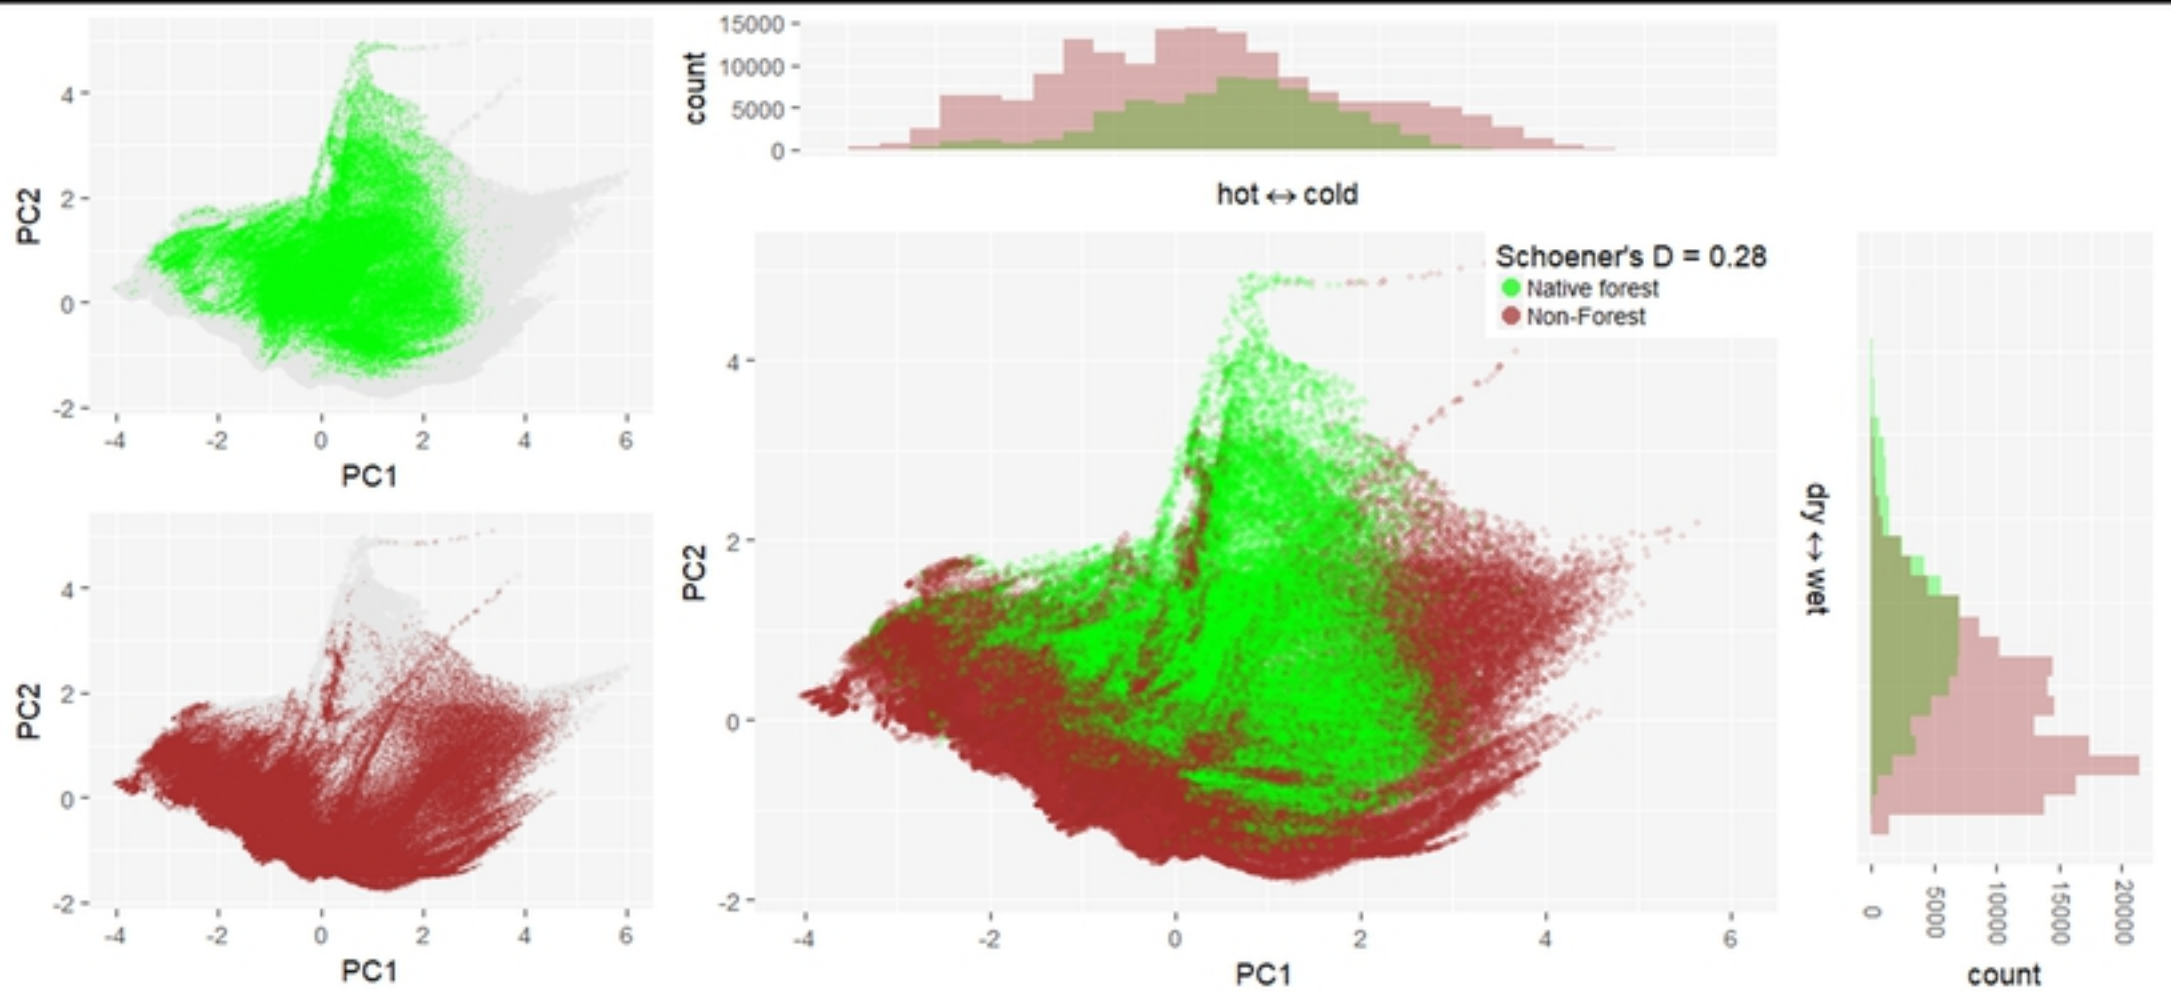 4
2
0
-2
PC2
-4 -2 0 2 4 6
PC1
4
2
0
-2
PC2
-4 -2 0 2 4 6
PC1
15000
10000
5000
0
count
hot ↔ cold
Schoener's D = 0.28
Native forest
Non-Forest
4
2
0
-2
PC2
-4 -2 0 2 4 6
PC1
dry ↔ wet
0 5000 10000 15000 20000
count